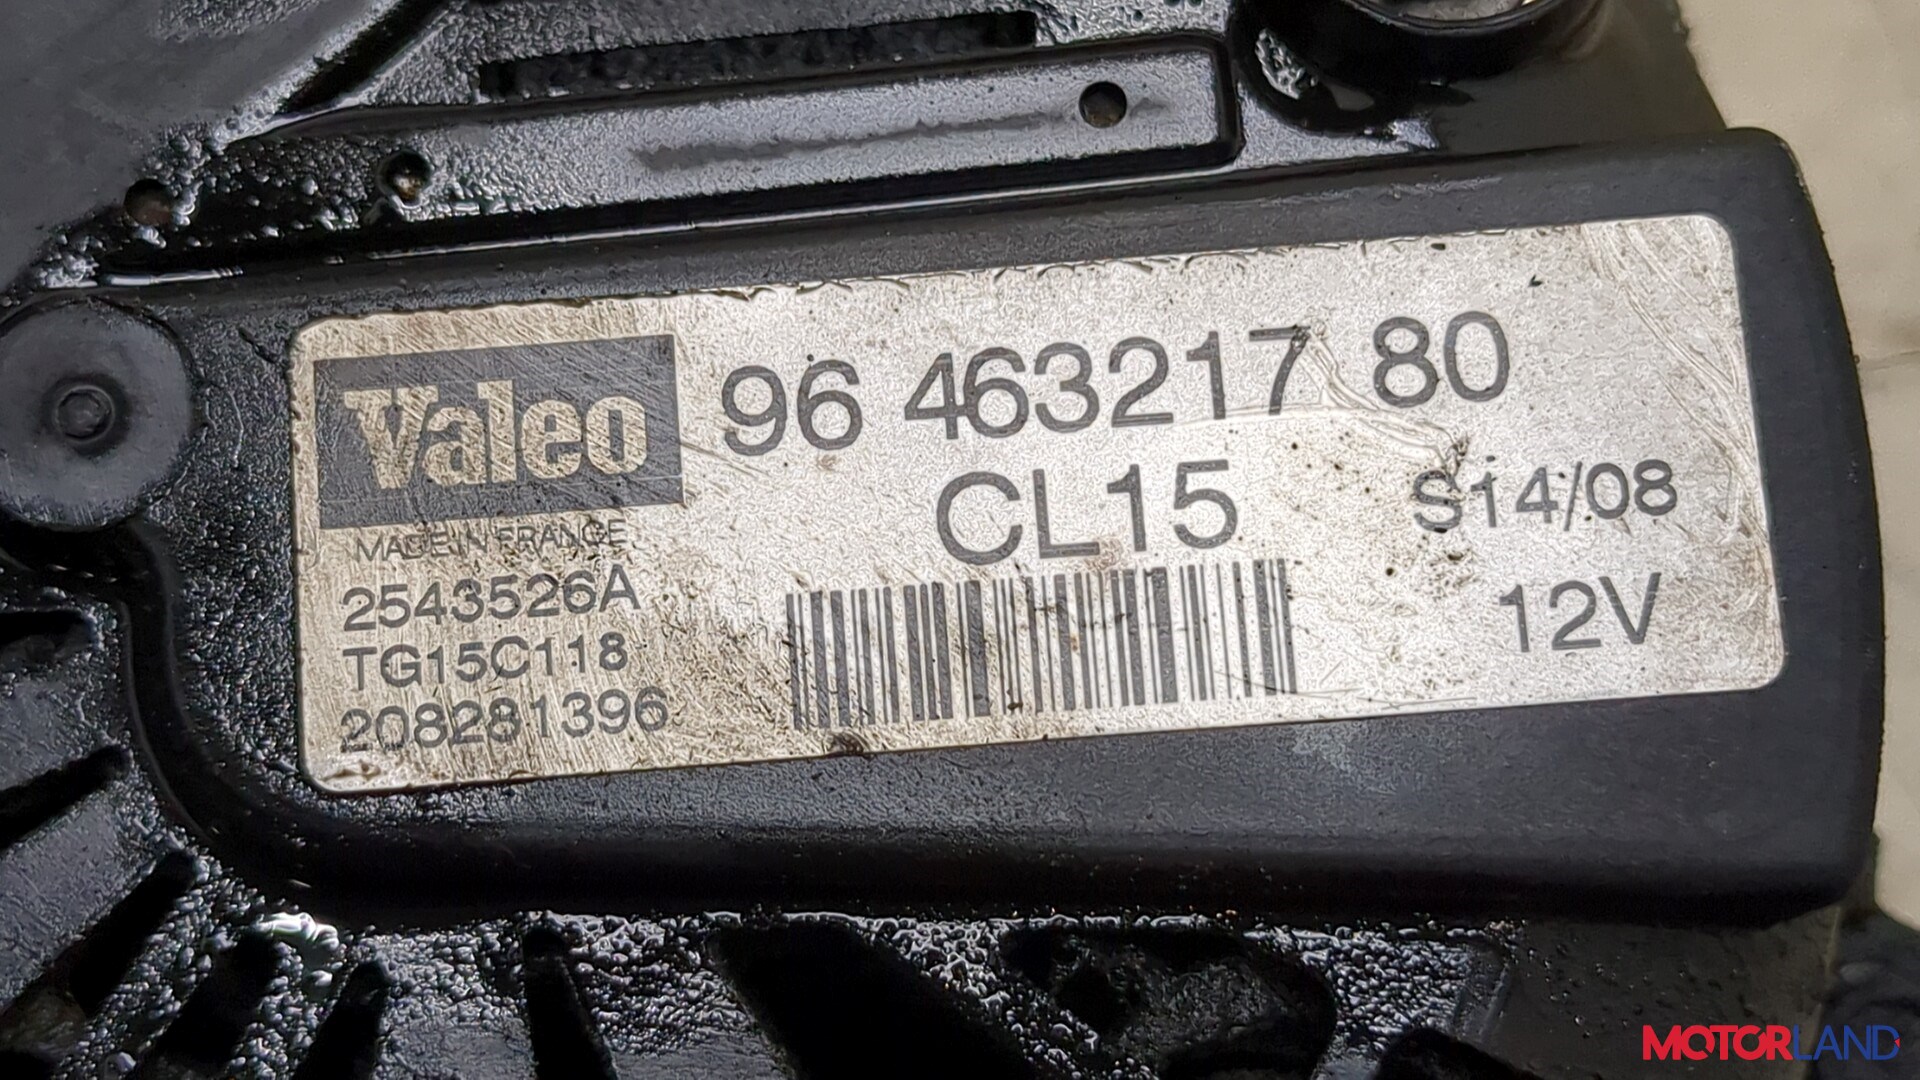 Valeo
96 463217 80
CL15
S14/08
MADE IN FRANCE
2543526A
TG15C118
12V
208281396
MOTORLAND